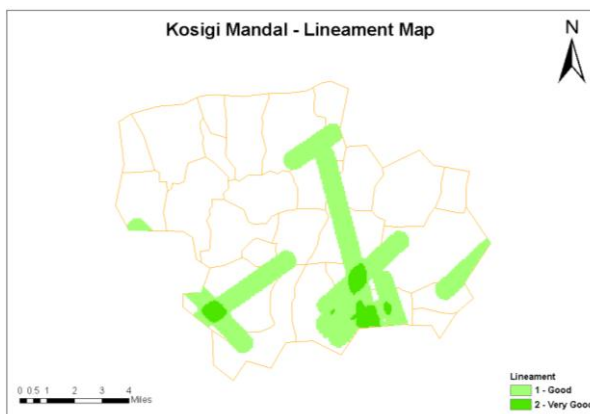 Kosigi Mandal - Lineament Map
N
0 0.5 1 2 3 4
Miles
Lineament
1 - Good
2 - Very Good